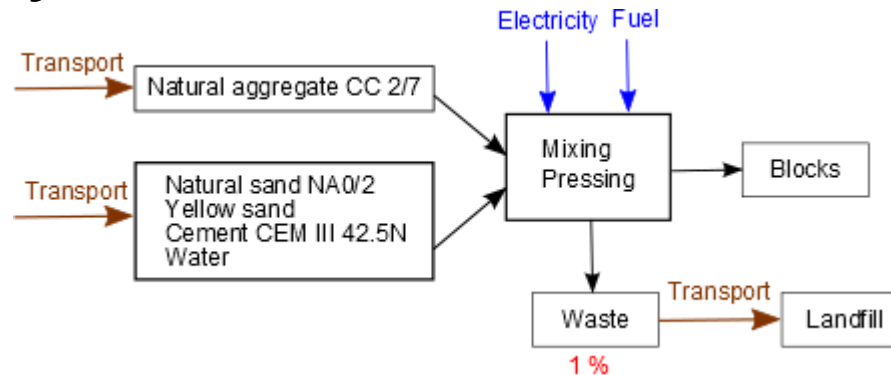 Electricity Fuel
Transport
Natural aggregate CC 2/7
Mixing
Pressing
Blocks
Transport
Natural sand NA0/2
Yellow sand
Cement CEM III 42.5N
Water
Waste
Transport
Landfill
1 %